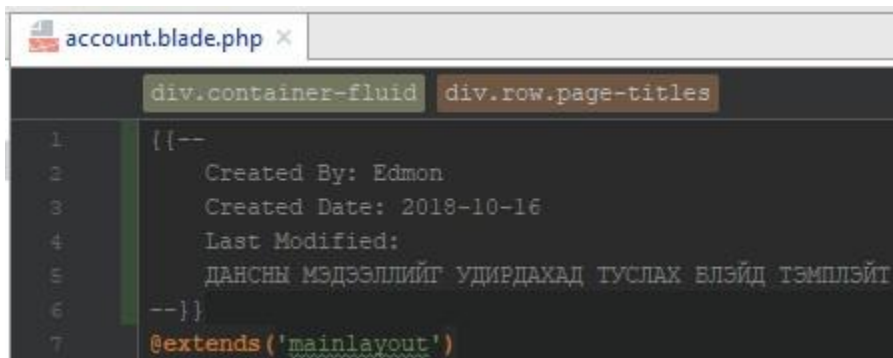 account.blade.php
div.container-fluid div.row.page-titles
1 {{--
2 Created By: Edmon
3 Created Date: 2018-10-16
4 Last Modified:
5 ДАНСНЫ МЭДЭЭЛЛИЙГ УДИРДАХАД ТУСЛАХ БЛЭЙД ТЭМПЛЭЙТ
6 --}}
7 @extends('mainlayout')